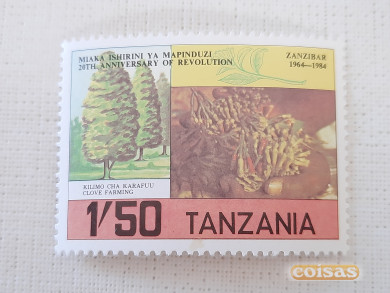 MIAKA ISHIRINI YA MAPINDUZI
20TH ANNIVERSARY OF REVOLUTION
ZANZIBAR
1964—1984
KILIMO CHA KARAFUU
CLOVE FARMING
1/50 TANZANIA
coisas